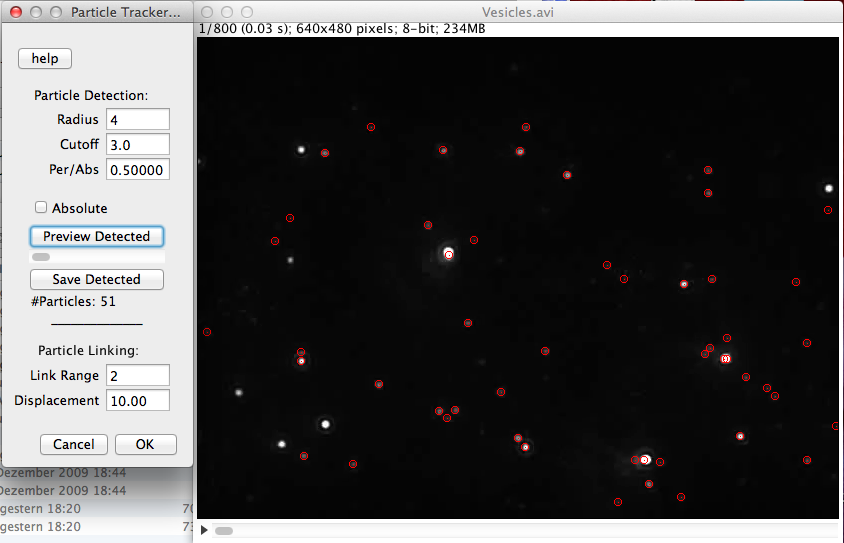 Particle Tracker...
help
Particle Detection:
Radius 4
Cutoff 3.0
Per/Abs 0.50000
Absolute
Preview Detected
Save Detected
#Particles: 51
Particle Linking:
Link Range 2
Displacement 10.00
Cancel OK
Dezember 2009 18:44
Dezember 2009 18:44
gestern 18:20
gestern 18:20
Vesicles.avi
1/800 (0.03 s); 640x480 pixels; 8-bit; 234MB